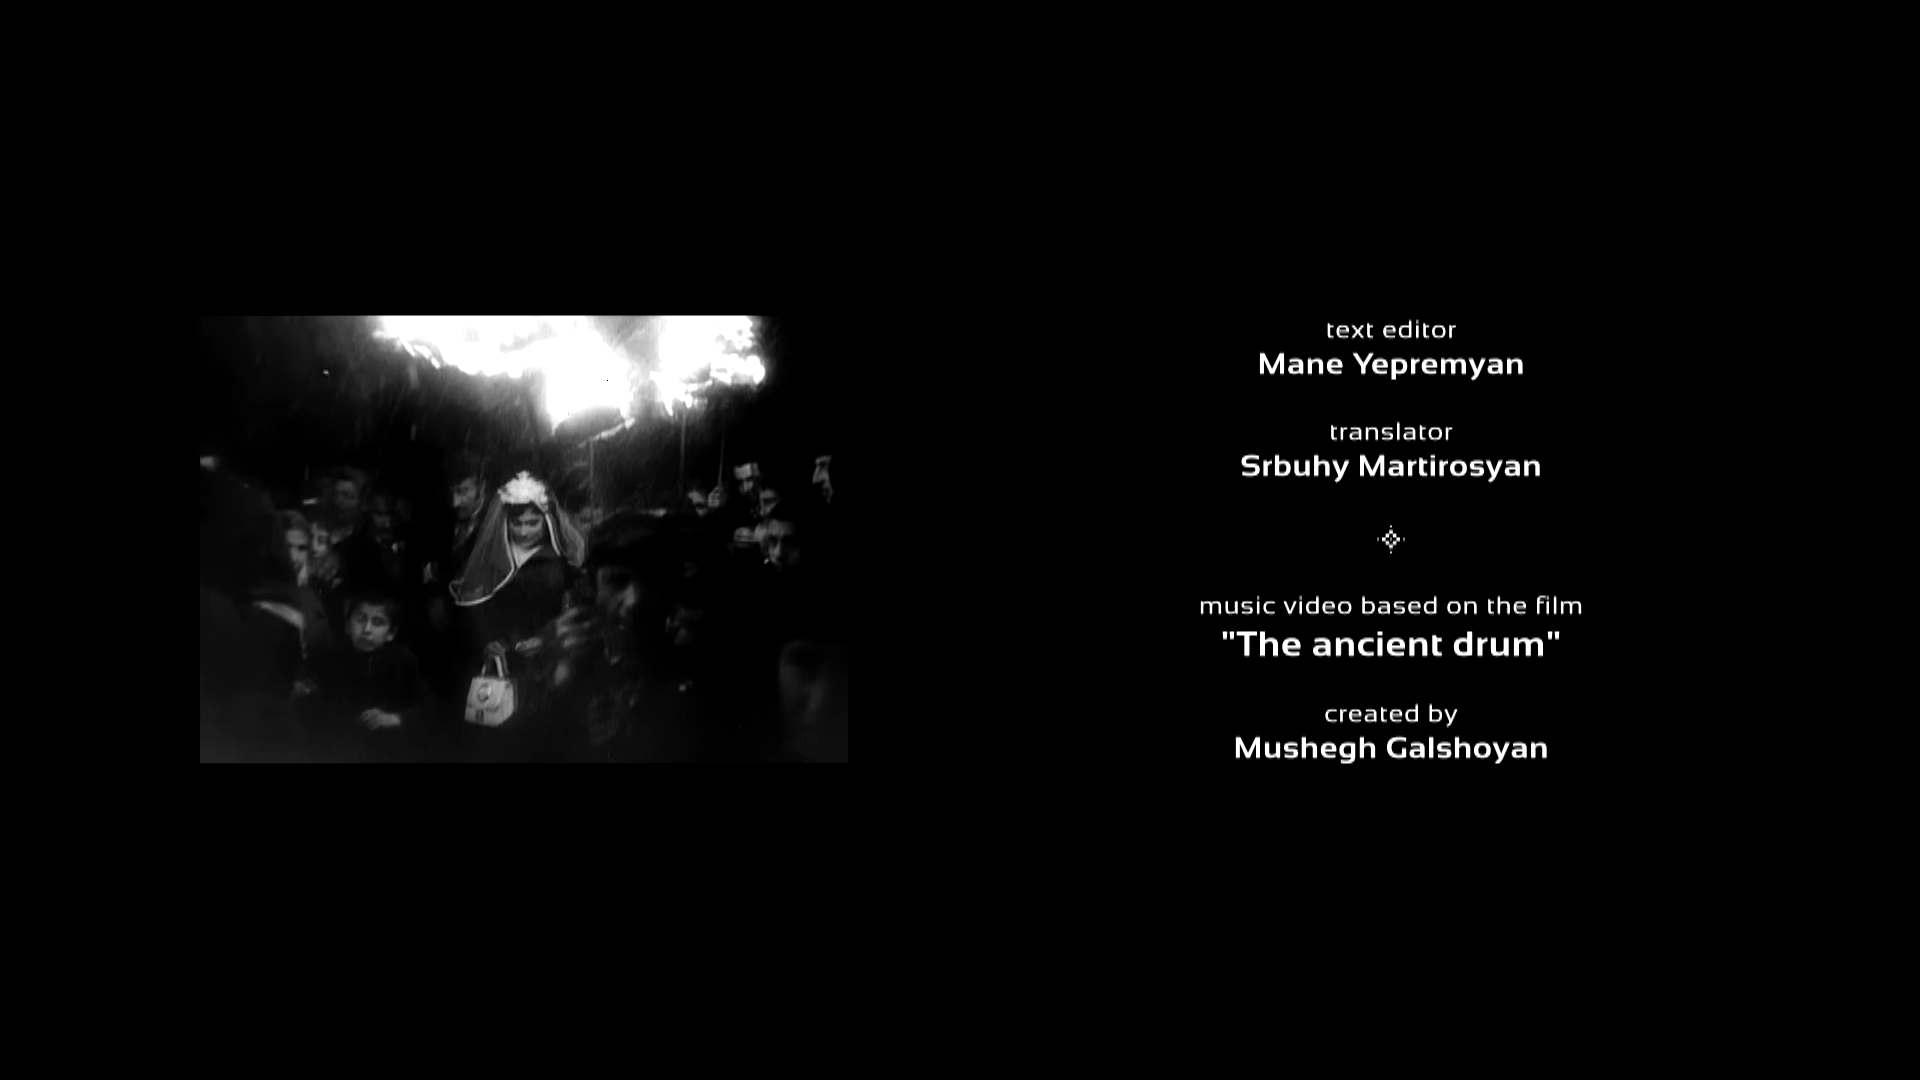 text editor
Mane Yepremyan
translator
Srbuhy Martirosyan
music video based on the film
"The ancient drum"
created by
Mushegh Galshoyan